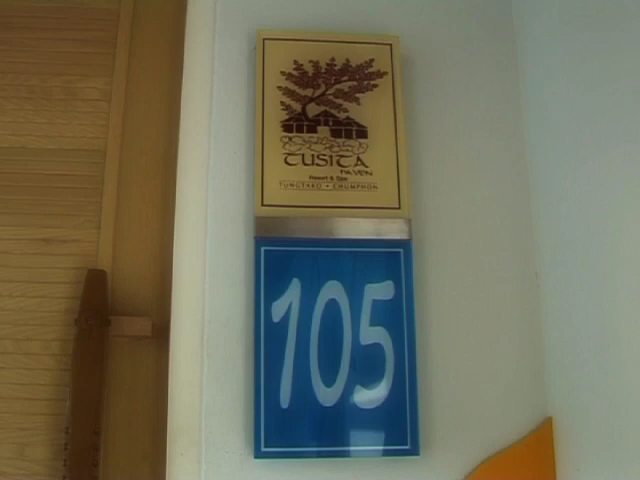 TUSITA
HAVEN
Resort & Spa
TUNGTAKO • CHUMPHON
105